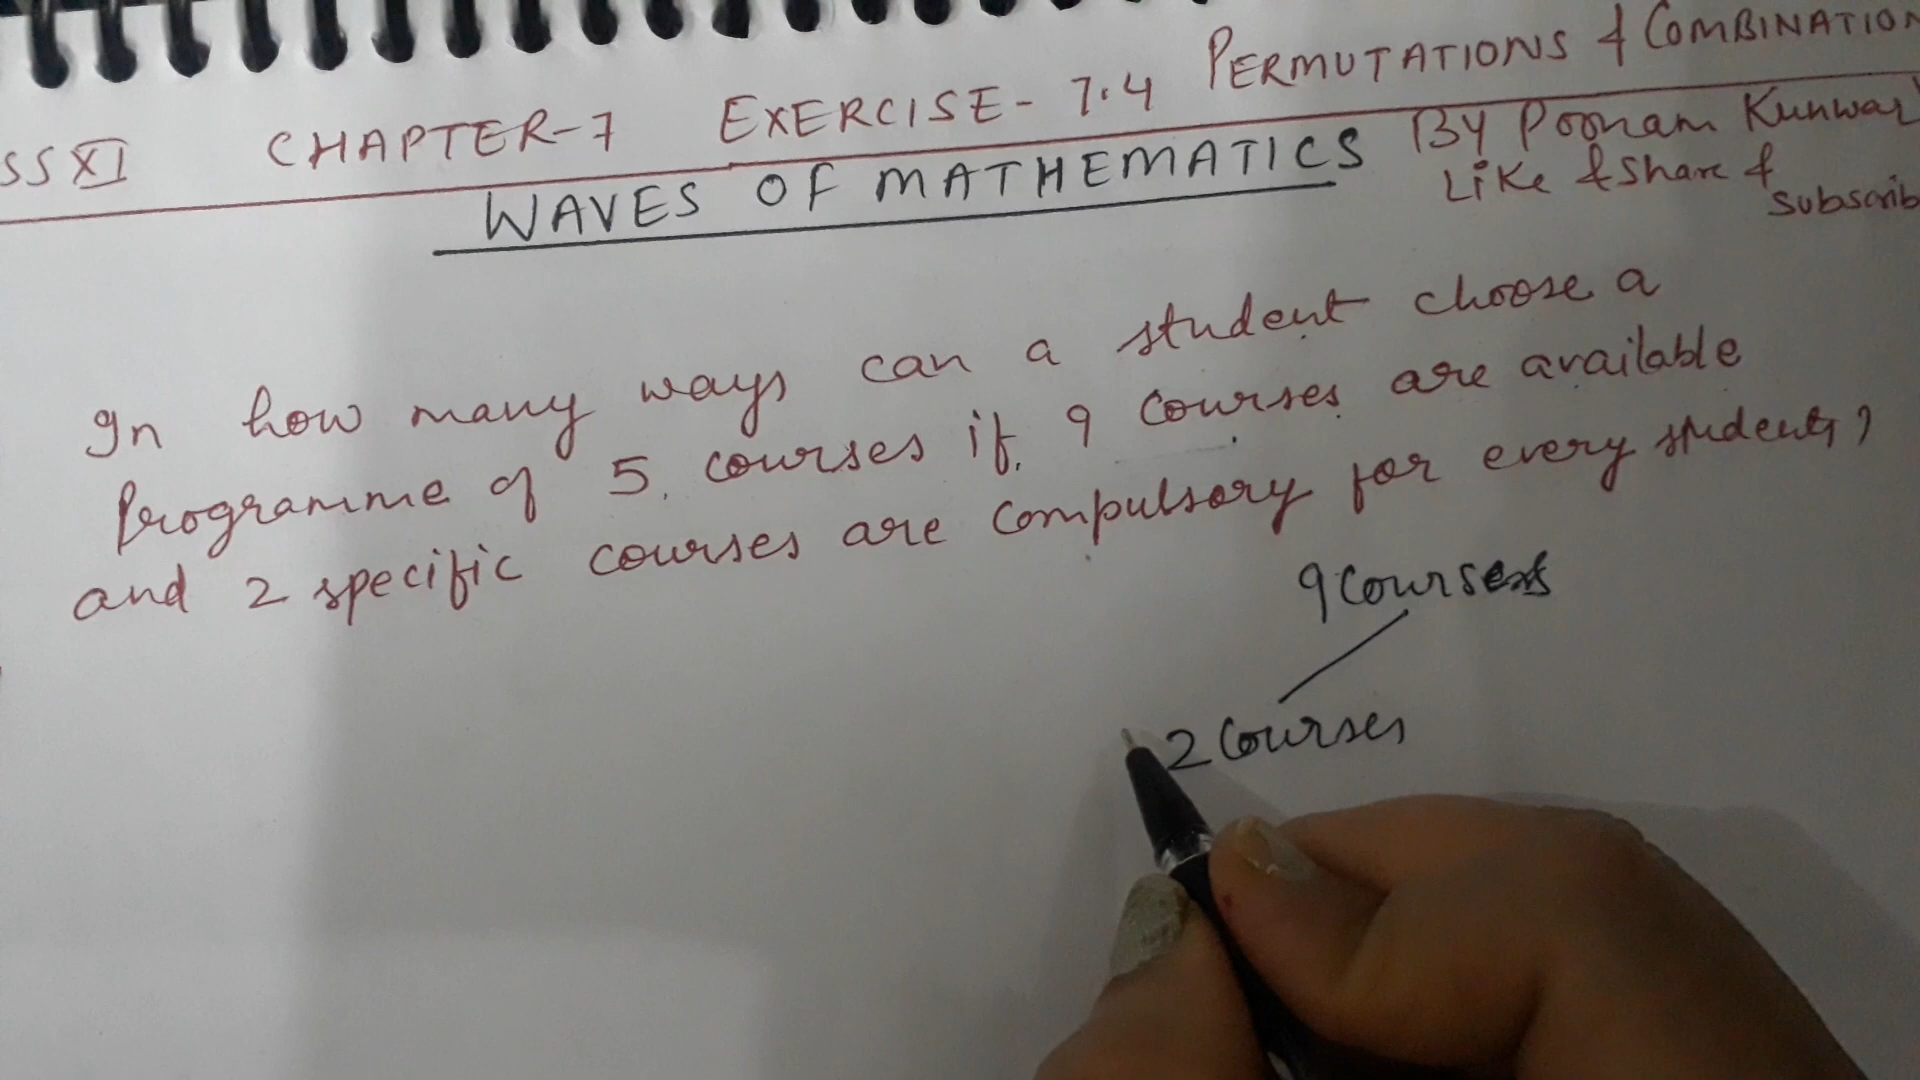 SS XI CHAPTER-7 EXERCISE-7.4 PERMUTATIONS & COMBINATION
WAVES OF MATHEMATICS
By Poonam Kunwar
Like & Share &
subscrib
In how many ways can a student choose a
programme of 5 courses if 9 courses are available
and 2 specific courses are compulsory for every student?
9 Courses
2 Courses